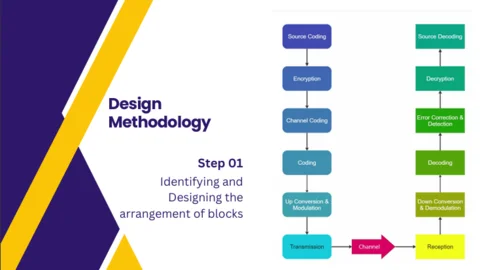 Design
Methodology
Step 01
Identifying and
Designing the
arrangement of blocks
Source Coding
Encryption
Channel Coding
Coding
Up Conversion &
Modulation
Transmission
Channel
Reception
Down Conversion
& Demodulation
Decoding
Error Correction &
Detection
Decryption
Source Decoding